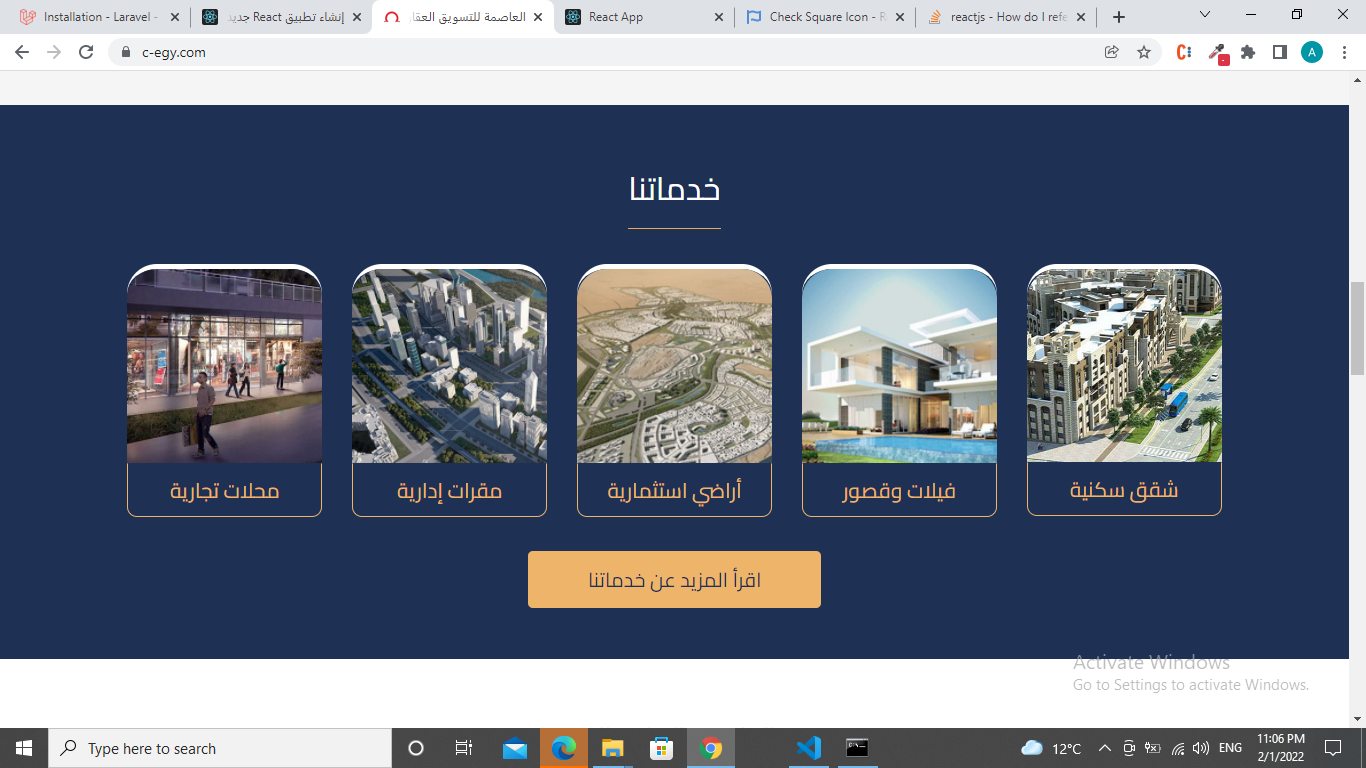 Installation - Laravel -
إنشاء تطبيق React جديد
العاصمة للتسويق العقا
React App
Check Square Icon - R
reactjs - How do I refe
c-egy.com
A
خدماتنا
شقق سكنية
فيلات وقصور
أراضي استثمارية
مقرات إدارية
محلات تجارية
اقرأ المزيد عن خدماتنا
Activate Windows
Go to Settings to activate Windows.
Type here to search
12°C
ENG
11:06 PM
2/1/2022